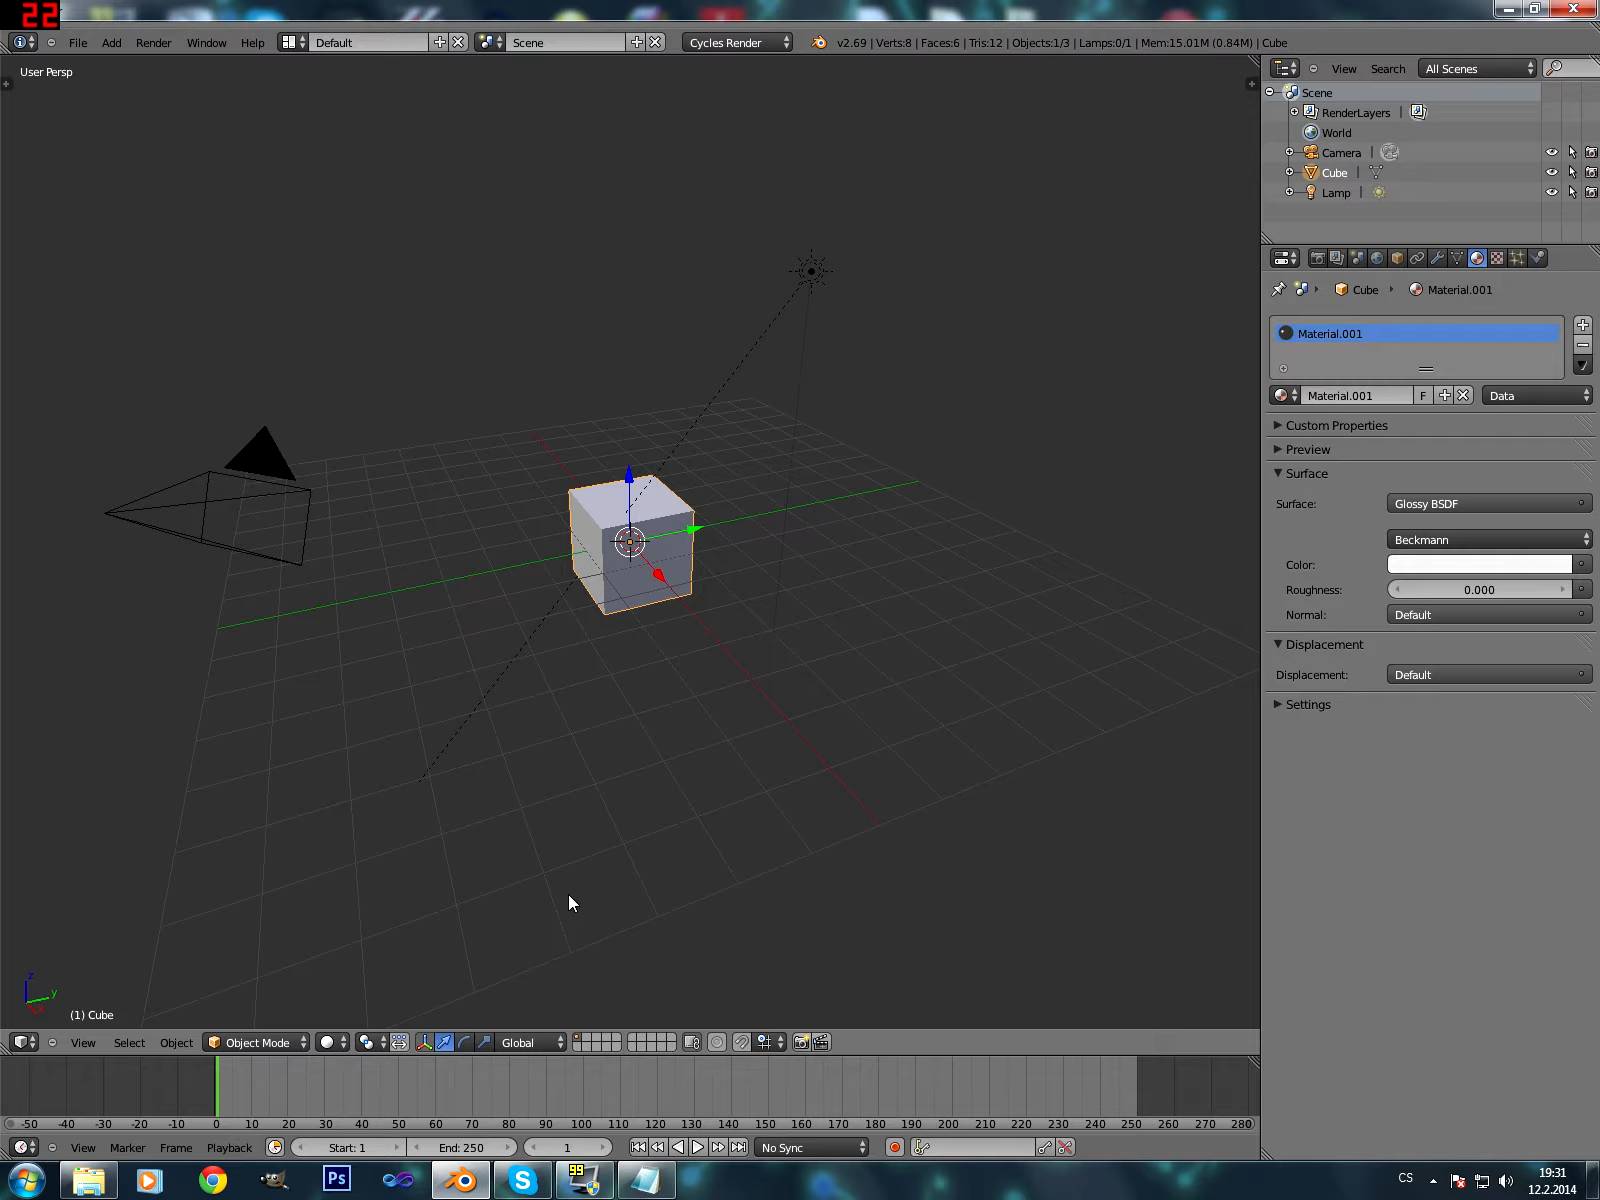 22
File Add Render Window Help Default Scene Cycles Render v2.69 | Verts:8 | Faces:6 | Tris:12 | Objects:1/3 | Lamps:0/1 | Mem:15.01M (0.84M) | Cube
User Persp
View Search All Scenes
Scene
RenderLayers |
World
Camera |
Cube |
Lamp |
Cube Material.001
Material.001
Material.001 F Data
Custom Properties
Preview
Surface
Surface: Glossy BSDF
Beckmann
Color:
Roughness: 0.000
Normal: Default
Displacement
Displacement: Default
Settings
z
y
x
(1) Cube
View Select Object Object Mode Global
-50 -40 -30 -20 -10 0 10 20 30 40 50 60 70 80 90 100 110 120 130 140 150 160 170 180 190 200 210 220 230 240 250 260 270 280
View Marker Frame Playback Start: 1 End: 250 1 No Sync
Ps S 99 CS 19:31
12.2.2014